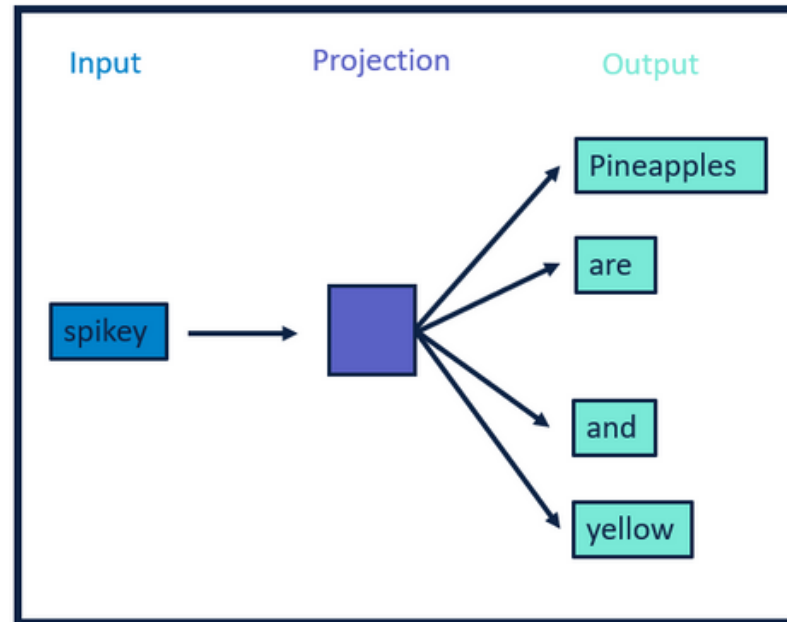 Input Projection Output
Pineapples
are
spikey
and
yellow